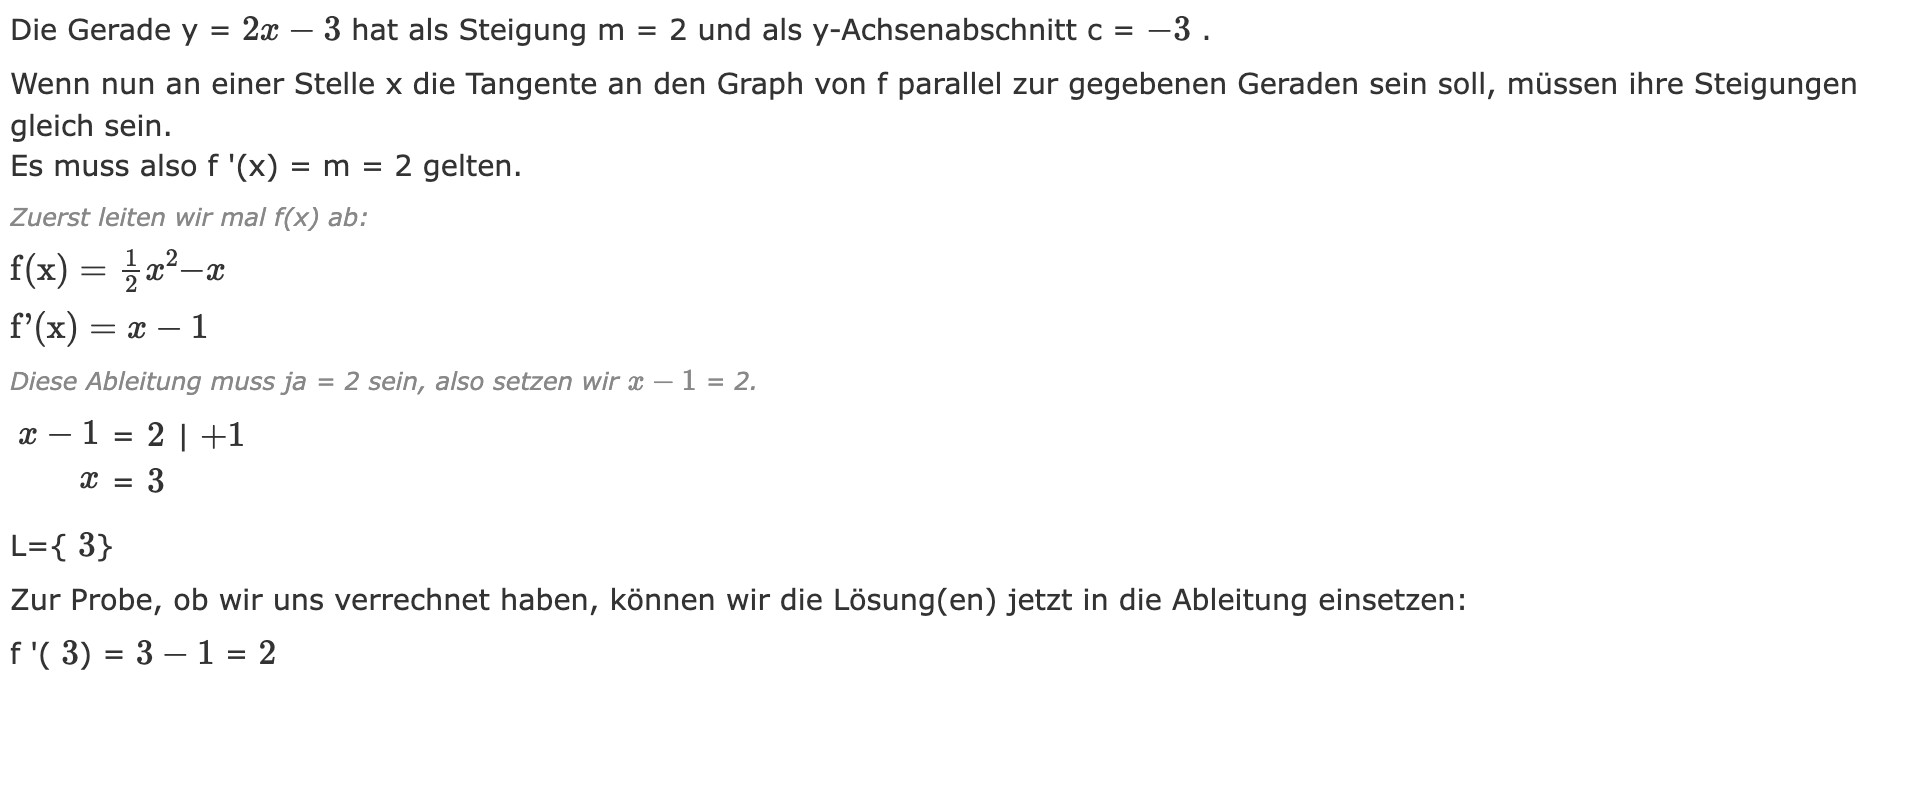 Die Gerade y = 2x − 3 hat als Steigung m = 2 und als y-Achsenabschnitt c = −3 .
Wenn nun an einer Stelle x die Tangente an den Graph von f parallel zur gegebenen Geraden sein soll, müssen ihre Steigungen
gleich sein.
Es muss also f '(x) = m = 2 gelten.
Zuerst leiten wir mal f(x) ab:
f(x) = 1/2 x²−x
f’(x) = x − 1
Diese Ableitung muss ja = 2 sein, also setzen wir x − 1 = 2.
x − 1 = 2 | +1
x = 3
L={ 3}
Zur Probe, ob wir uns verrechnet haben, können wir die Lösung(en) jetzt in die Ableitung einsetzen:
f '( 3) = 3 − 1 = 2